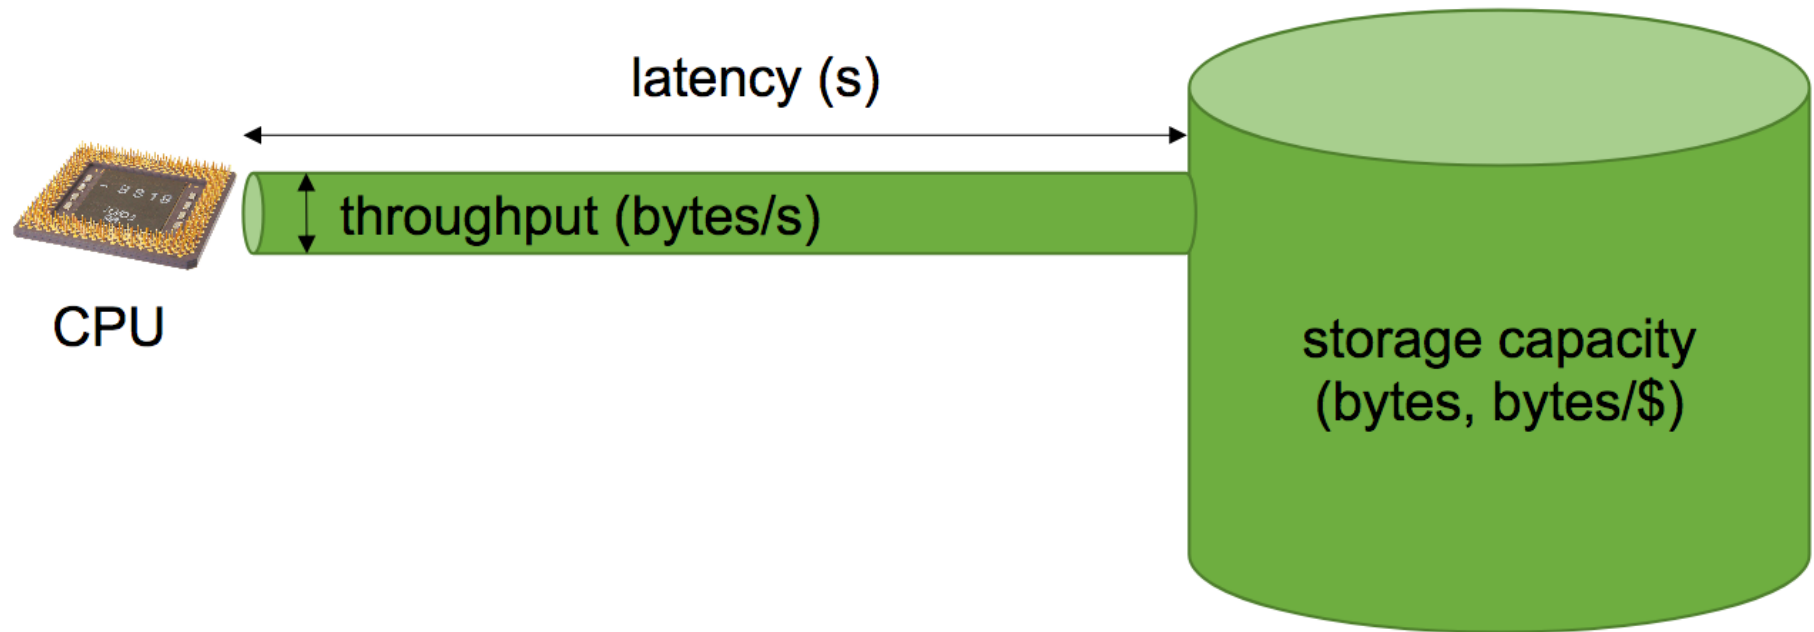 latency (s)
throughput (bytes/s)
CPU
storage capacity
(bytes, bytes/$)